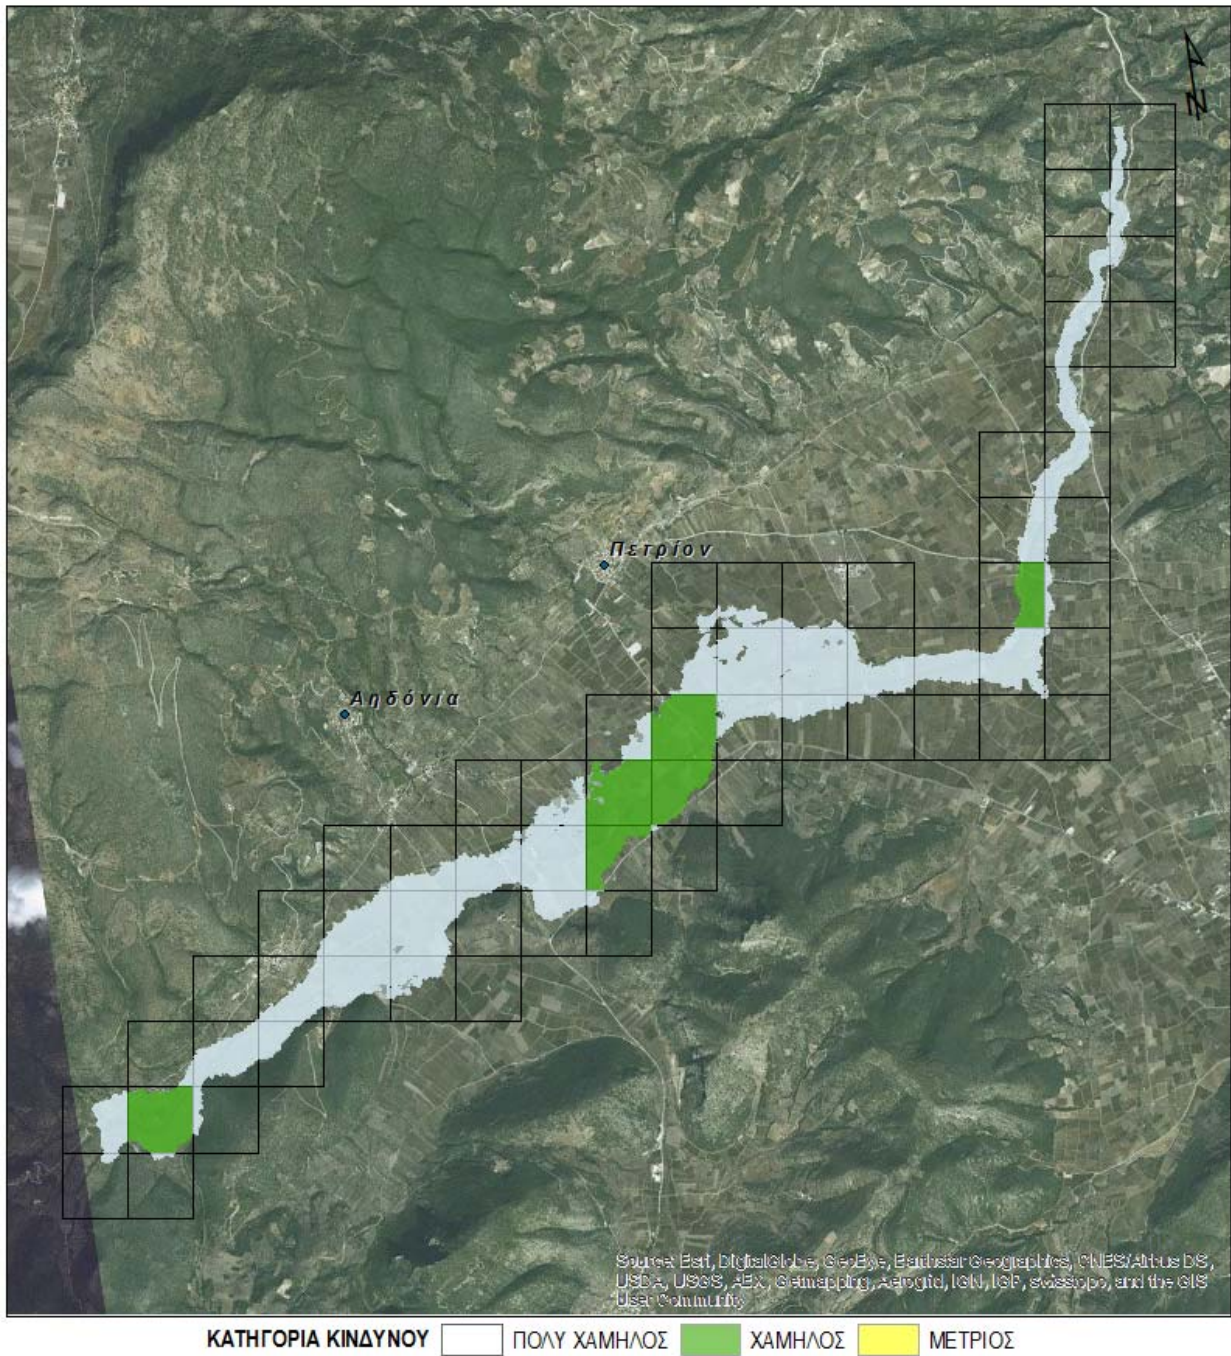 Πετρίον
Αηδόνια
Source: Esri, DigitalGlobe, GeoEye, Earthstar Geographics, CNES/Airbus DS,
USDA, USGS, AEX, Getmapping, Aerogrid, IGN, IGP, swisstopo, and the GIS
User Community
ΚΑΤΗΓΟΡΙΑ ΚΙΝΔΥΝΟΥ ΠΟΛΥ ΧΑΜΗΛΟΣ ΧΑΜΗΛΟΣ ΜΕΤΡΙΟΣ